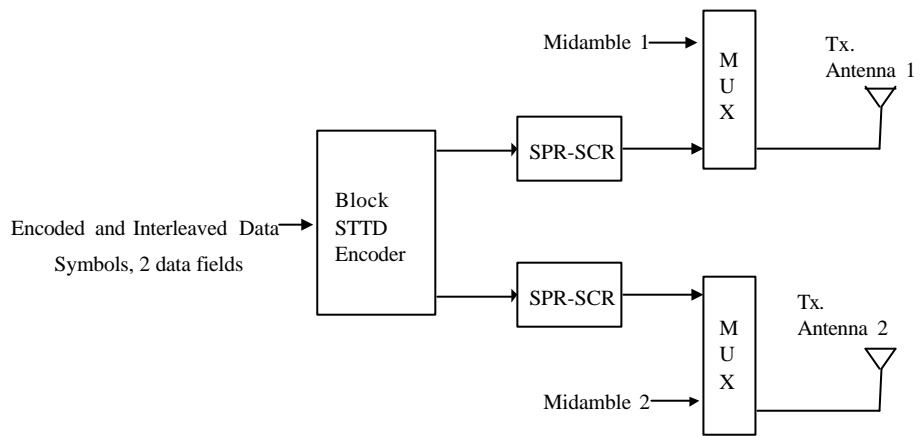 Midamble 1
M
U
X
Tx.
Antenna 1
SPR-SCR
Block
STTD
Encoder
Encoded and Interleaved Data
Symbols, 2 data fields
SPR-SCR
M
U
X
Tx.
Antenna 2
Midamble 2